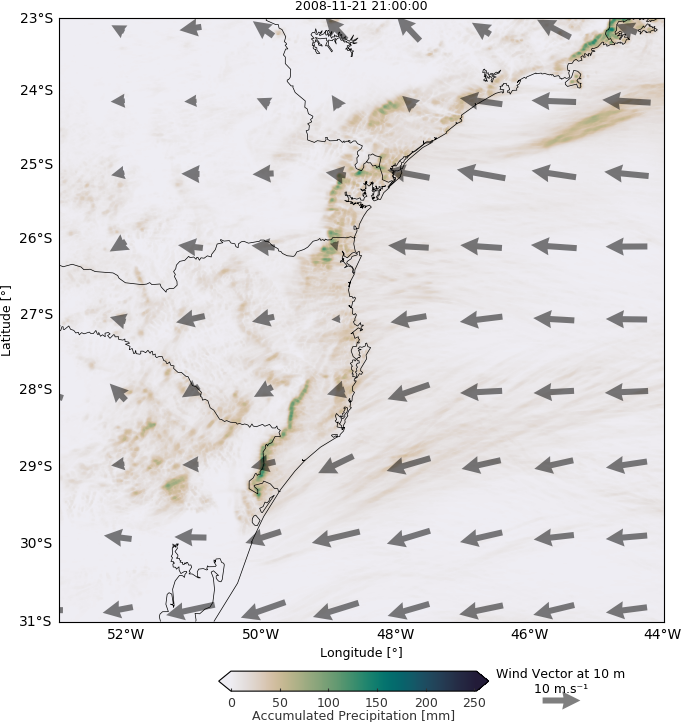 2008-11-21 21:00:00
23°S
24°S
25°S
26°S
27°S
28°S
29°S
30°S
31°S
Latitude [°]
52°W 50°W 48°W 46°W 44°W
Longitude [°]
0 50 100 150 200 250
Accumulated Precipitation [mm]
Wind Vector at 10 m
10 m.s⁻¹